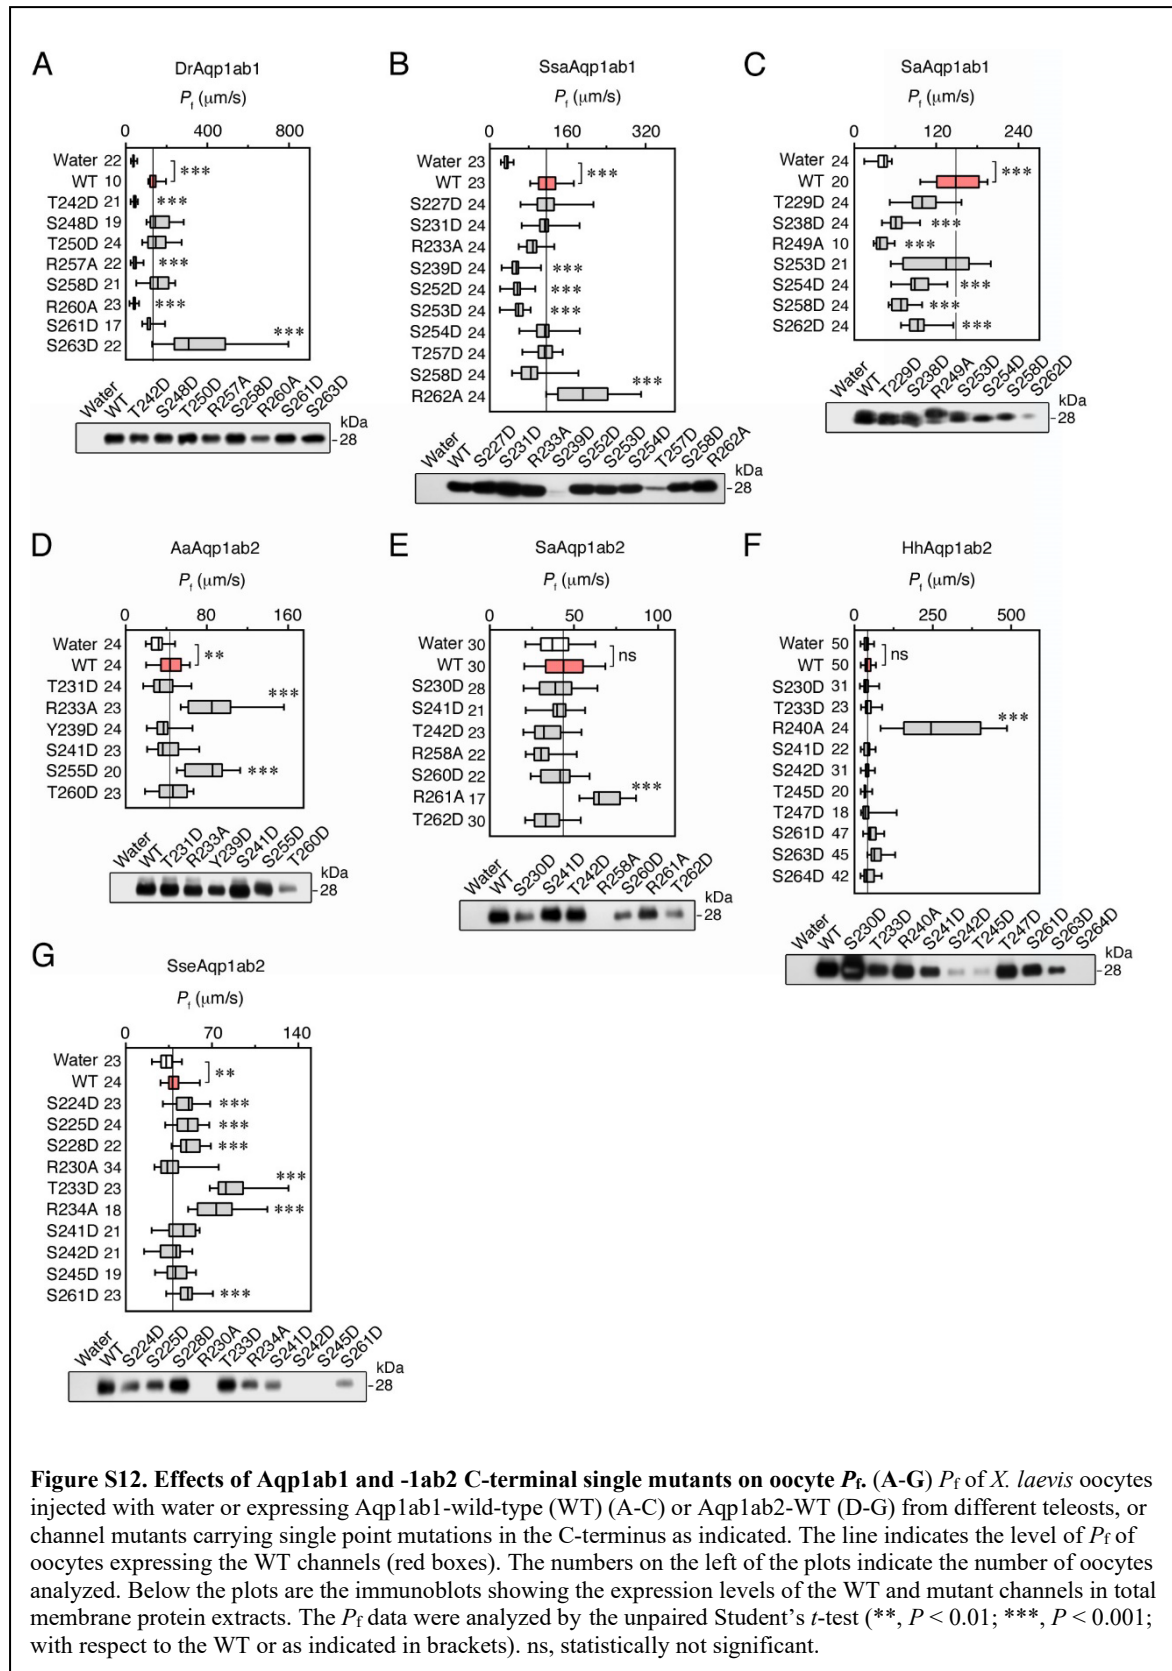 A
DrAqp1ab1
Pf (μm/s)
0 400 800
Water 22
WT 10
***
T242D 21 ***
S248D 19
T250D 24
R257A 22 ***
S258D 21
R260A 23 ***
S261D 17
S263D 22 ***
Water WT T242D S248D T250D R257A S258D R260A S261D S263D
kDa
-28
B
SsaAqp1ab1
Pf (μm/s)
0 160 320
Water 23
WT 23
***
S227D 24
S231D 24
R233A 24
S239D 24 ***
S252D 24 ***
S253D 24 ***
S254D 24
T257D 24
S258D 24
R262A 24 ***
Water WT S227D S231D R233A S239D S252D S253D S254D T257D S258D R262A
kDa
-28
C
SaAqp1ab1
Pf (μm/s)
0 120 240
Water 24
WT 20
***
T229D 24
S238D 24 ***
R249A 10 ***
S253D 21
S254D 24 ***
S258D 24 ***
S262D 24 ***
Water WT T229D S238D R249A S253D S254D S258D S262D
kDa
-28
D
AaAqp1ab2
Pf (μm/s)
0 80 160
Water 24
WT 24
**
T231D 24
R233A 23 ***
Y239D 24
S241D 23
S255D 20 ***
T260D 23
Water WT T231D R233A Y239D S241D S255D T260D
kDa
-28
E
SaAqp1ab2
Pf (μm/s)
0 50 100
Water 30
WT 30
ns
S230D 28
S241D 21
T242D 23
R258A 22
S260D 22
R261A 17 ***
T262D 30
Water WT S230D S241D T242D R258A S260D R261A T262D
kDa
-28
F
HhAqp1ab2
Pf (μm/s)
0 250 500
Water 50
WT 50
ns
S230D 31
T233D 23
R240A 24 ***
S241D 22
S242D 31
T245D 20
T247D 18
S261D 47
S263D 45
S264D 42
Water WT S230D T233D R240A S241D S242D T245D T247D S261D S263D S264D
kDa
-28
G
SseAqp1ab2
Pf (μm/s)
0 70 140
Water 23
WT 24
**
S224D 23 ***
S225D 24 ***
S228D 22 ***
R230A 34
T233D 23 ***
R234A 18 ***
S241D 21
S242D 21
S245D 19
S261D 23 ***
Water WT S224D S225D S228D R230A T233D R234A S241D S242D S245D S261D
kDa
-28
Figure S12. Effects of Aqp1ab1 and -1ab2 C-terminal single mutants on oocyte Pf. (A-G) Pf of X. laevis oocytes
injected with water or expressing Aqp1ab1-wild-type (WT) (A-C) or Aqp1ab2-WT (D-G) from different teleosts, or
channel mutants carrying single point mutations in the C-terminus as indicated. The line indicates the level of Pf of
oocytes expressing the WT channels (red boxes). The numbers on the left of the plots indicate the number of oocytes
analyzed. Below the plots are the immunoblots showing the expression levels of the WT and mutant channels in total
membrane protein extracts. The Pf data were analyzed by the unpaired Student's t-test (**, P < 0.01; ***, P < 0.001;
with respect to the WT or as indicated in brackets). ns, statistically not significant.